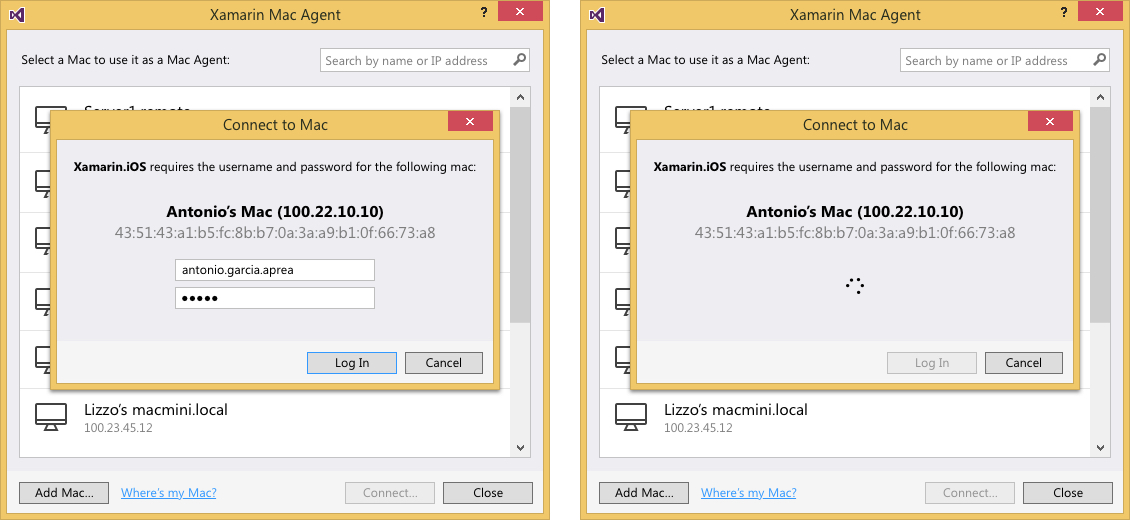 Xamarin Mac Agent
?
Select a Mac to use it as a Mac Agent:
Search by name or IP address
Connect to Mac
Xamarin.iOS requires the username and password for the following mac:
Antonio's Mac (100.22.10.10)
43:51:43:a1:b5:fc:8b:b7:0a:3a:a9:b1:0f:66:73:a8
antonio.garcia.aprea
•••••
Log In
Cancel
Lizzo's macmini.local
100.23.45.12
Add Mac...
Where's my Mac?
Connect...
Close
Xamarin Mac Agent
?
Select a Mac to use it as a Mac Agent:
Search by name or IP address
Connect to Mac
Xamarin.iOS requires the username and password for the following mac:
Antonio's Mac (100.22.10.10)
43:51:43:a1:b5:fc:8b:b7:0a:3a:a9:b1:0f:66:73:a8
Log In
Cancel
Lizzo's macmini.local
100.23.45.12
Add Mac...
Where's my Mac?
Connect...
Close